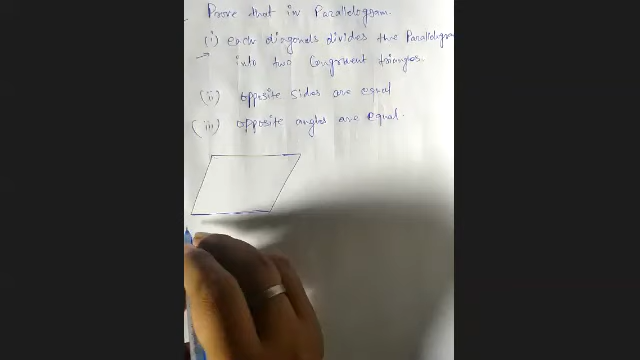 Prove that in Parallelogram.
(i) each diagonals divides the Parallelogram
into two Congruent triangles.
(ii) opposite sides are equal
(iii) opposite angles are equal.